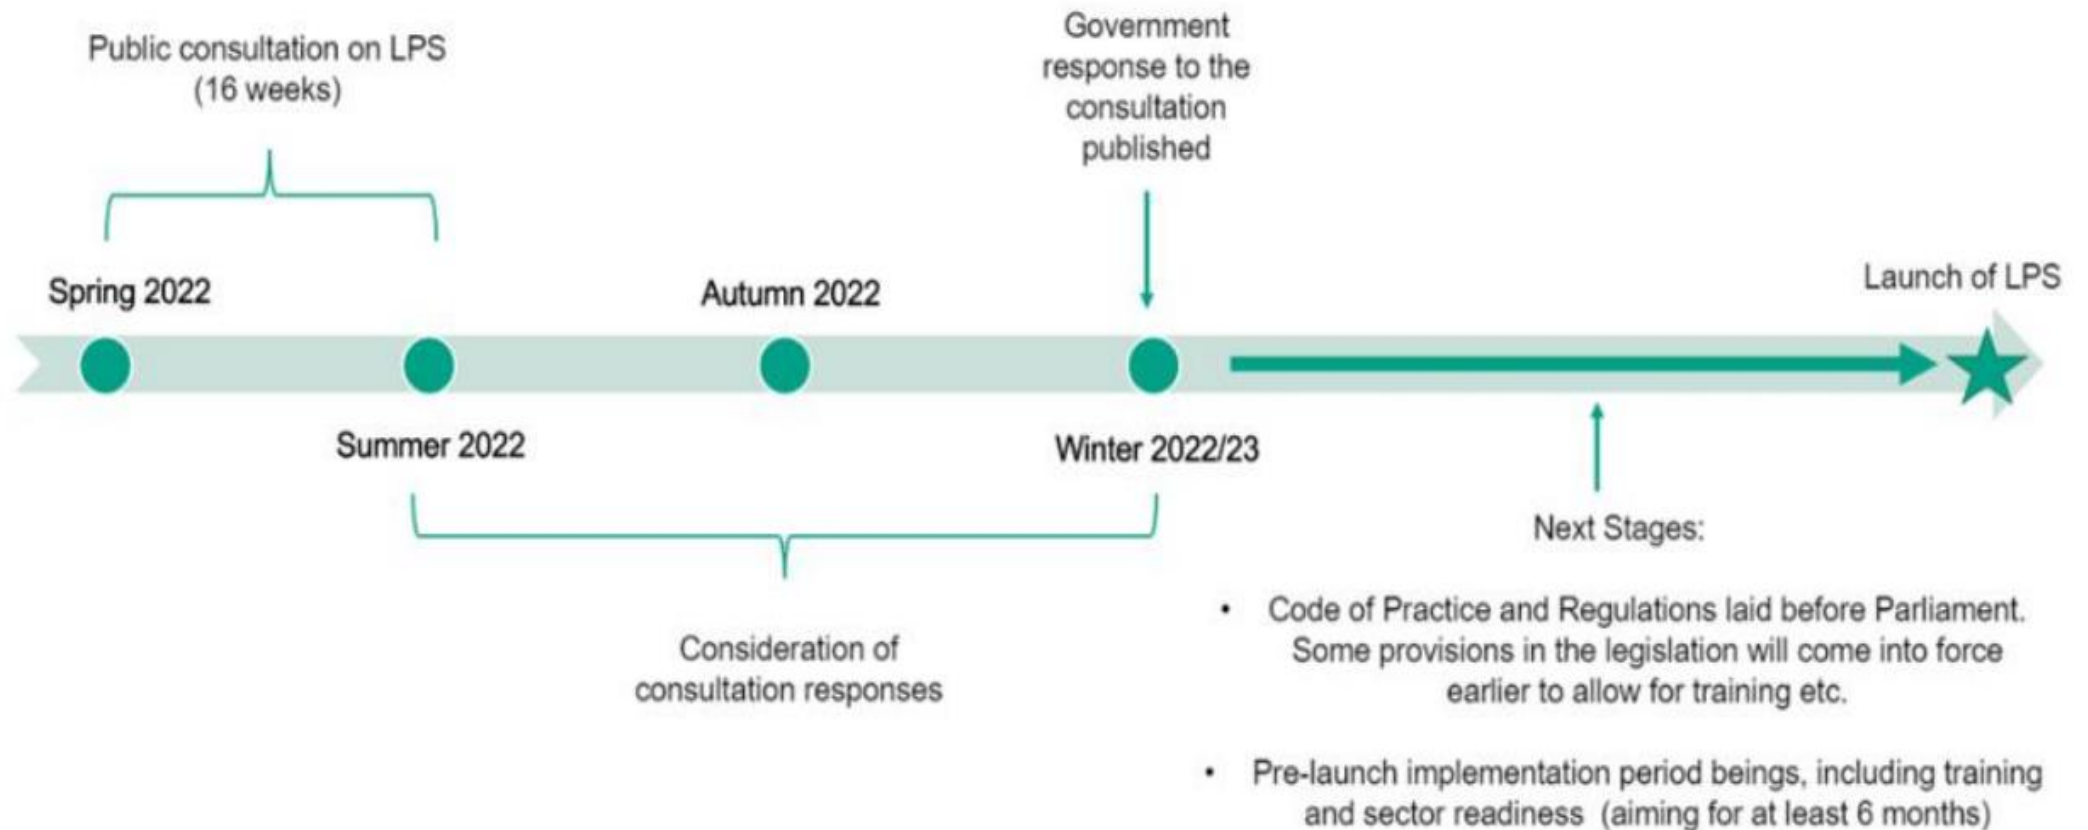 Public consultation on LPS
(16 weeks)
Government
response to the
consultation
published
Spring 2022
Autumn 2022
Launch of LPS
Summer 2022
Winter 2022/23
Consideration of
consultation responses
Next Stages:
• Code of Practice and Regulations laid before Parliament.
Some provisions in the legislation will come into force
earlier to allow for training etc.
• Pre-launch implementation period beings, including training
and sector readiness (aiming for at least 6 months)